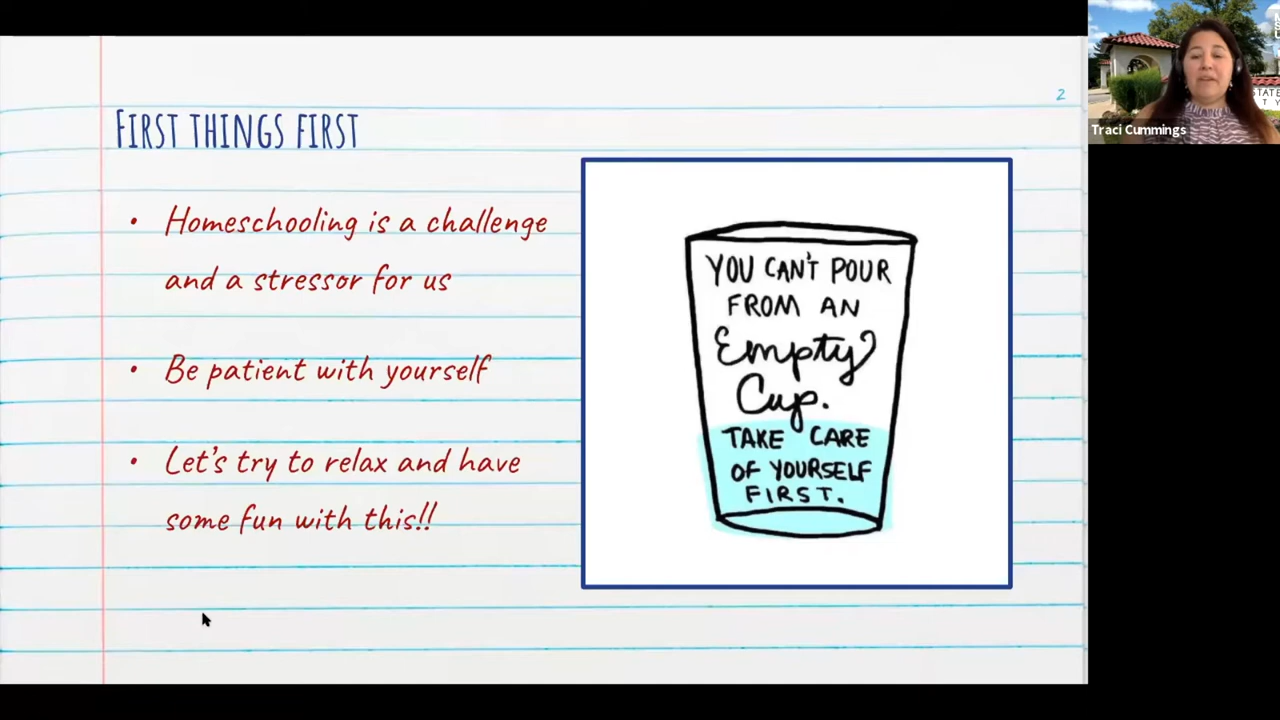 2
First things first
• Homeschooling is a challenge
and a stressor for us
• Be patient with yourself
• Let's try to relax and have
some fun with this!!
YOU CAN'T POUR
FROM AN
Empty
Cup.
TAKE CARE
OF YOURSELF
FIRST.
STATE
Traci Cummings